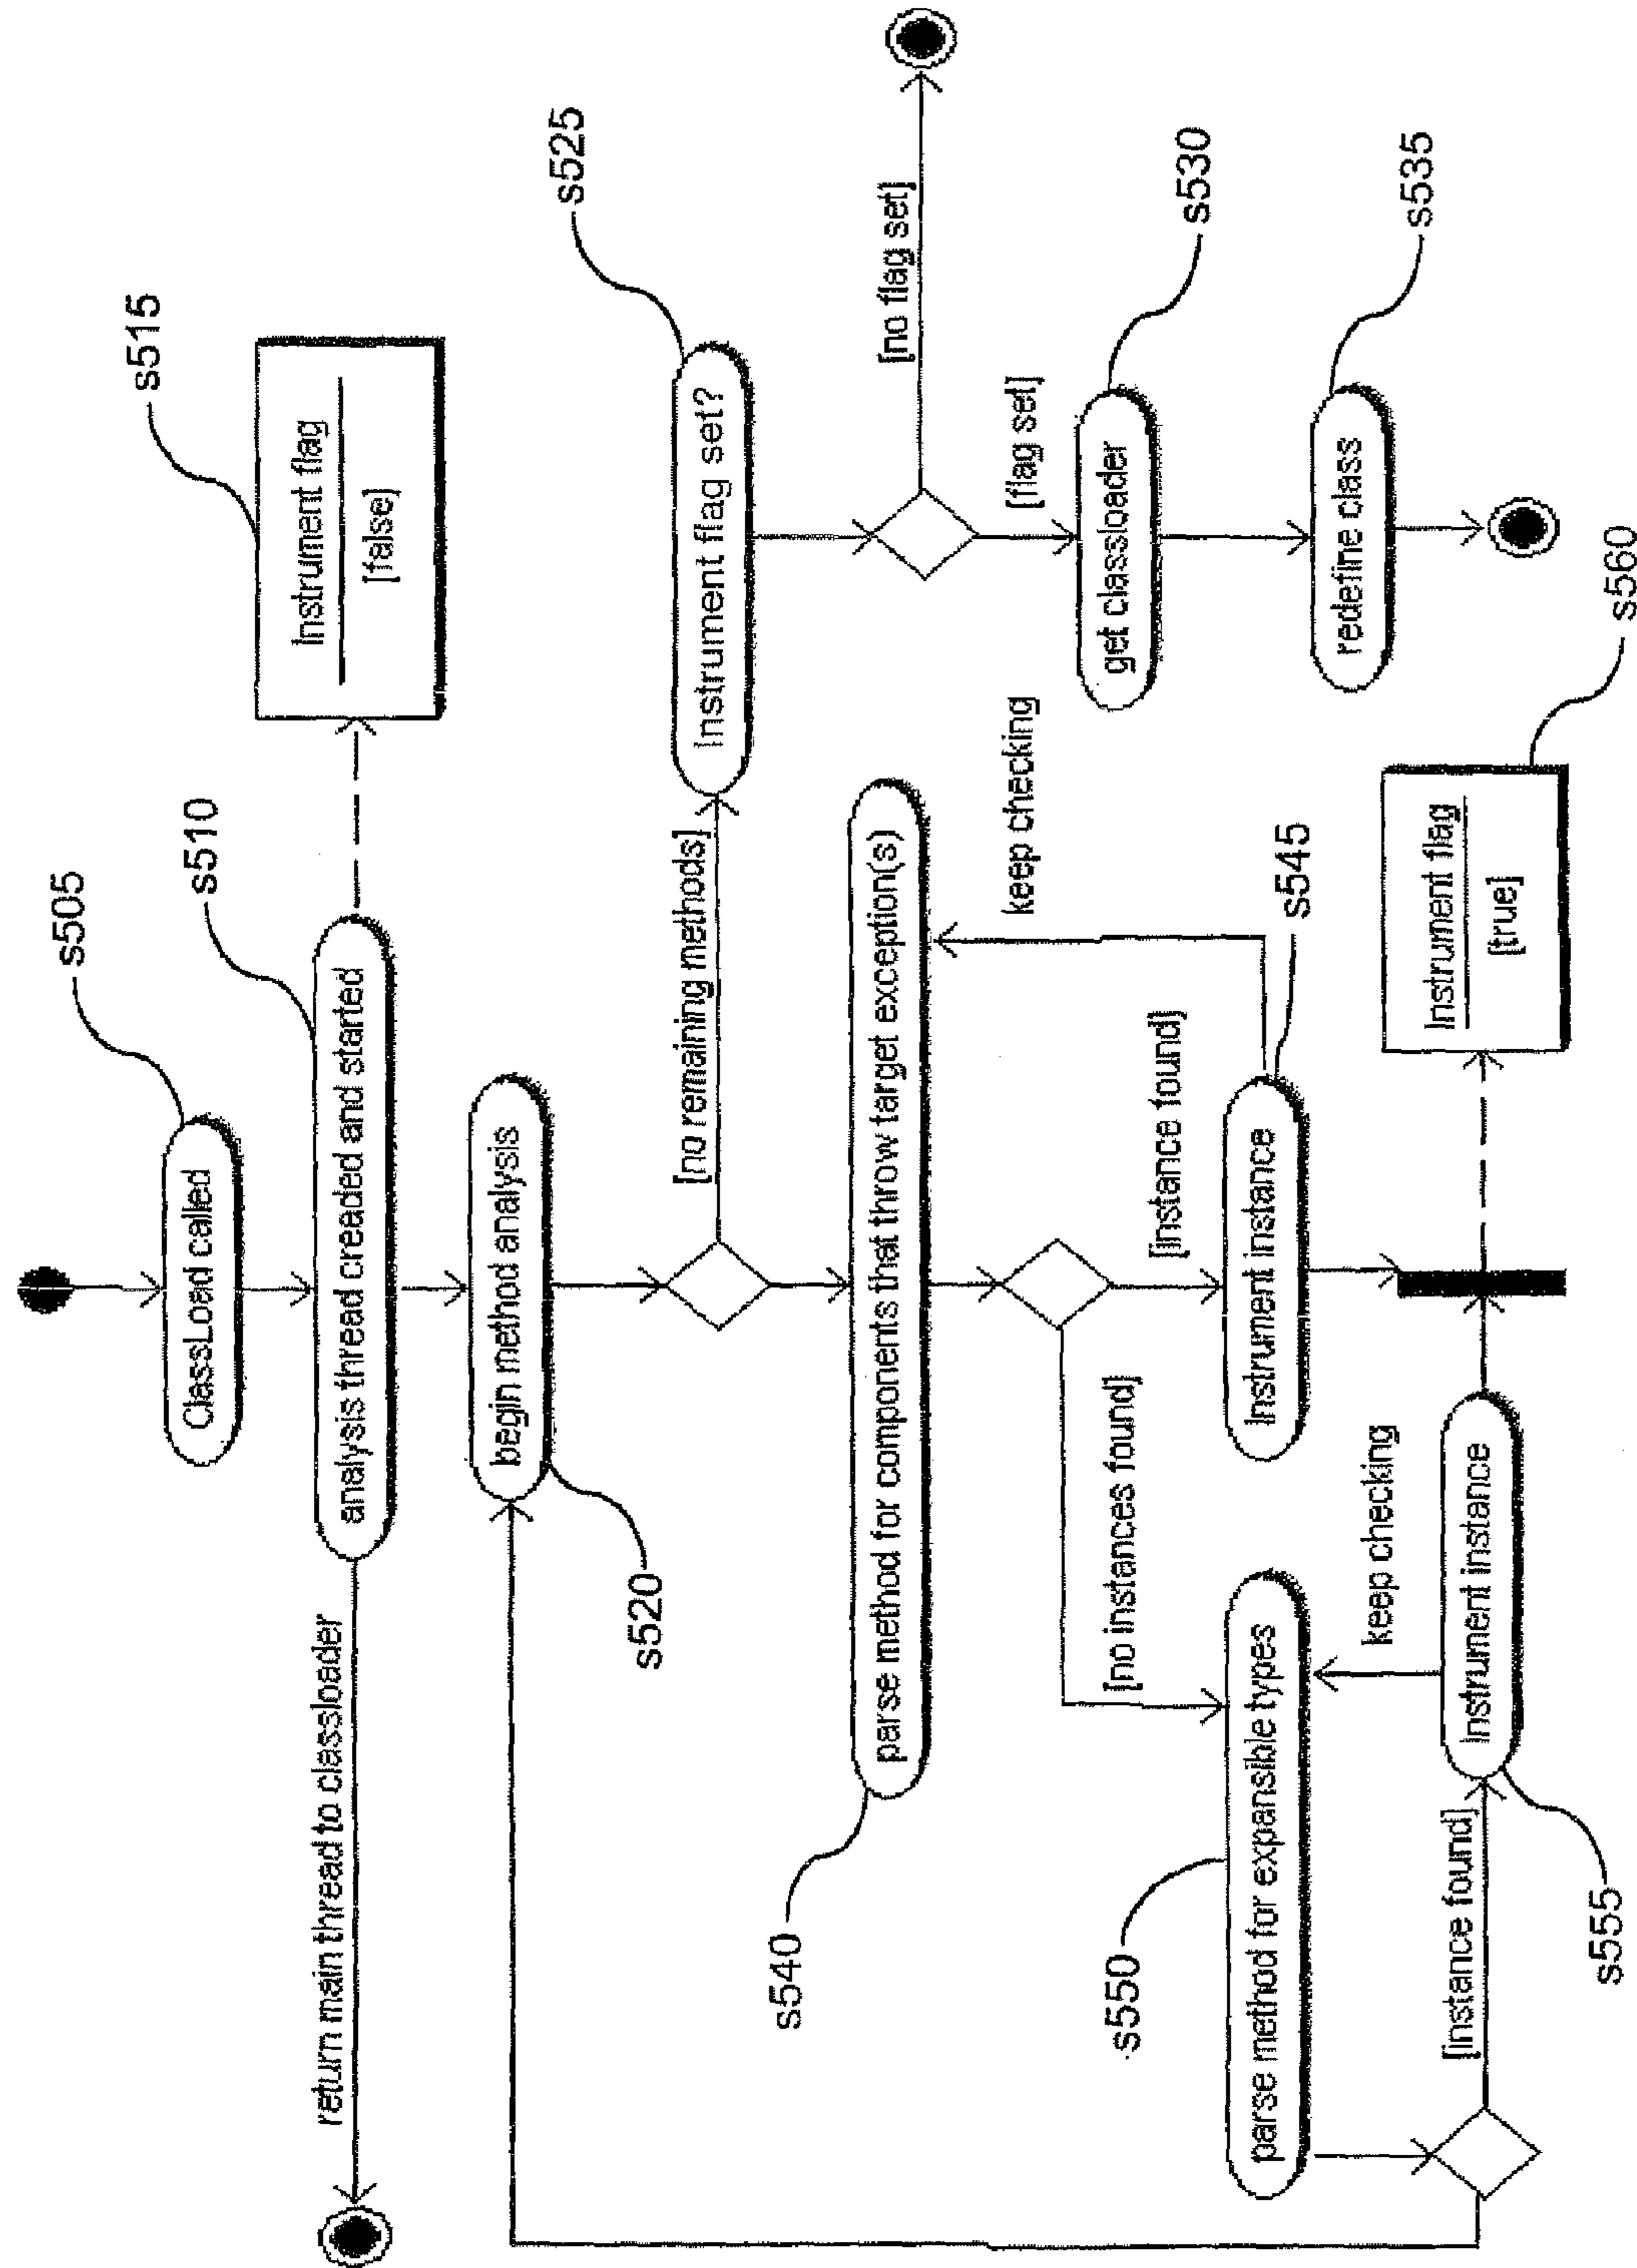 s505
ClassLoad called
s510
analysis thread creaded and started
return main thread to classloader
s515
Instrument flag
[false]
begin method analysis
s520
[no remaining methods]
Instrument flag set?
s525
[no flag set]
[flag set]
get classloader
s530
redefine class
s535
parse method for components that throw target exception(s)
s540
keep checking
[instance found]
[no instances found]
Instrument instance
s545
parse method for expansible types
s550
keep checking
[instance found]
Instrument instance
s555
Instrument flag
[true]
s560